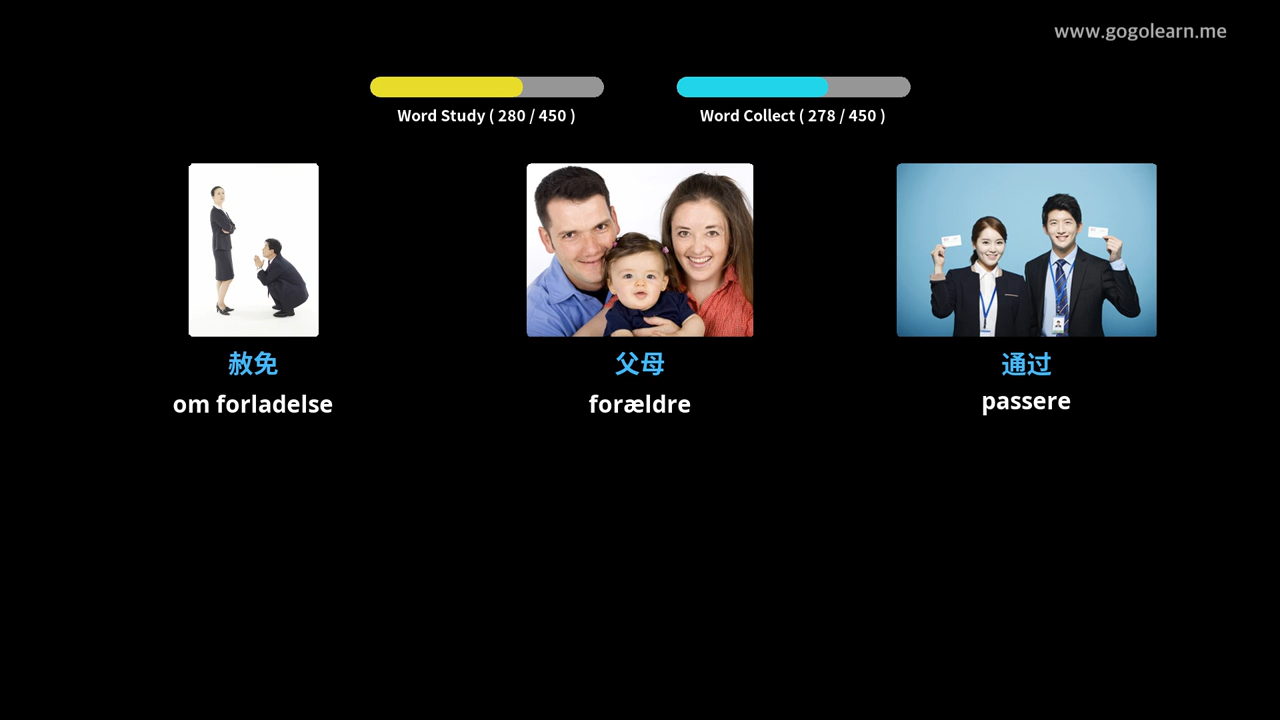 www.gogolearn.me
Word Study ( 280 / 450 )
Word Collect ( 278 / 450 )
赦免
om forladelse
父母
forældre
通过
passere